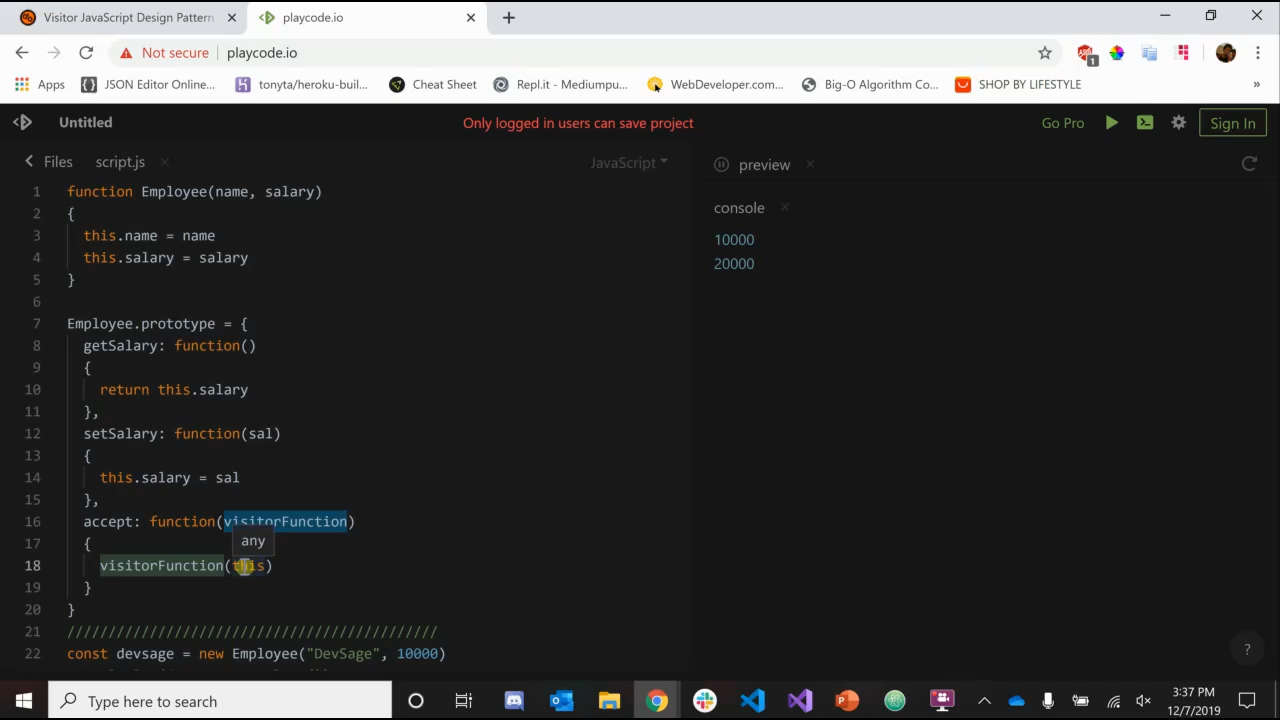 Visitor JavaScript Design Pattern
playcode.io
Not secure
playcode.io
1
Apps
JSON Editor Online...
tonyta/heroku-buil...
Cheat Sheet
Repl.it - Mediumpu...
WebDeveloper.com...
Big-O Algorithm Co...
SHOP BY LIFESTYLE
»
Untitled
Only logged in users can save project
Go Pro
Sign In
Files
script.js
JavaScript
preview
console
10000
20000
1 function Employee(name, salary)
2 {
3 this.name = name
4 this.salary = salary
5 }
6
7 Employee.prototype = {
8 getSalary: function()
9 {
10 return this.salary
11 },
12 setSalary: function(sal)
13 {
14 this.salary = sal
15 },
16 accept: function(visitorFunction)
17 {
any
18 visitorFunction(this)
19 }
20 }
21 /////////////////////////////////////////////
22 const devsage = new Employee("DevSage", 10000)
?
Type here to search
3:37 PM
12/7/2019